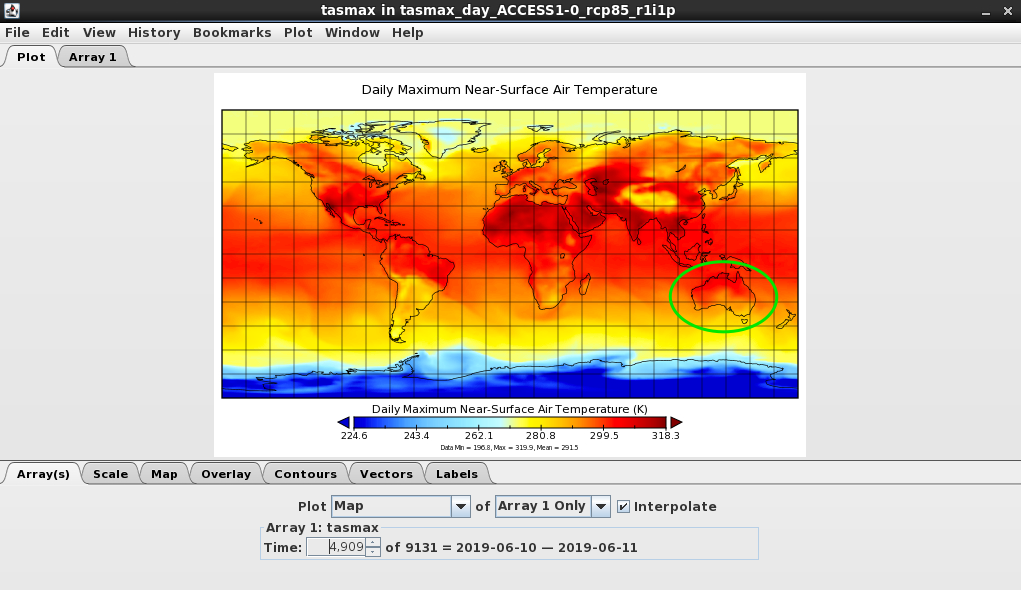 tasmax in tasmax_day_ACCESS1-0_rcp85_r1i1p
File Edit View History Bookmarks Plot Window Help
Plot Array 1
Daily Maximum Near-Surface Air Temperature
Daily Maximum Near-Surface Air Temperature (K)
224.6 243.4 262.1 280.8 299.5 318.3
Data Min = 196.8, Max = 319.9, Mean = 291.5
Array(s) Scale Map Overlay Contours Vectors Labels
Plot Map of Array 1 Only Interpolate
Array 1: tasmax
Time: 4,909 of 9131 = 2019-06-10 — 2019-06-11